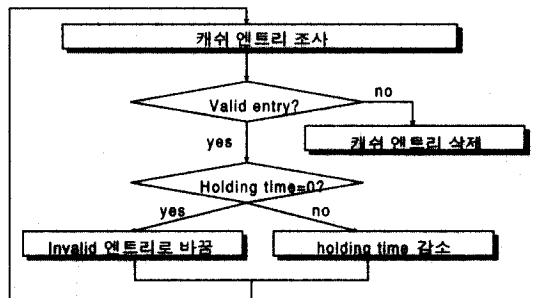 캐쉬 엔트리 조사
no
Valid entry?
yes
캐쉬 엔트리 삭제
Holding time=0?
yes
no
Invalid 엔트리로 바꿈
holding time 감소